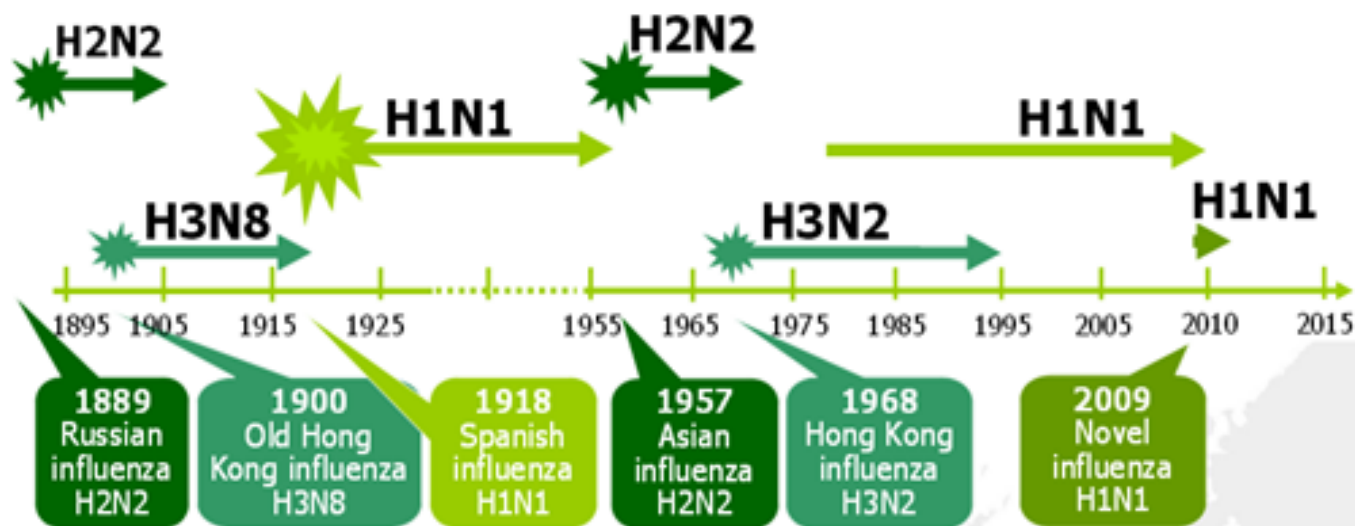 H2N2
H2N2
H1N1
H1N1
H3N8
H3N2
H1N1
1895 1905 1915 1925 1955 1965 1975 1985 1995 2005 2010 2015
1889
Russian
influenza
H2N2
1900
Old Hong
Kong influenza
H3N8
1918
Spanish
influenza
H1N1
1957
Asian
influenza
H2N2
1968
Hong Kong
influenza
H3N2
2009
Novel
influenza
H1N1